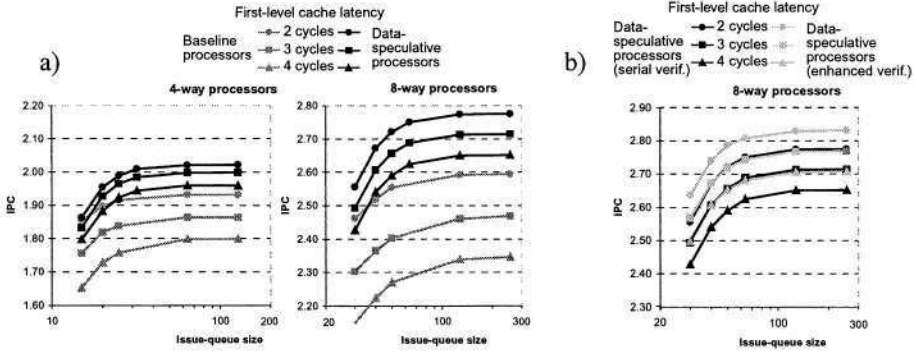 First-level cache latency
Baseline processors
2 cycles
3 cycles
4 cycles
Data-speculative processors
a)
4-way processors
8-way processors
2.20
2.10
2.00
1.90
1.80
1.70
1.60
IPC
10
100
200
Issue-queue size
2.80
2.70
2.60
2.50
2.40
2.30
2.20
20
100
300
Issue-queue size
First-level cache latency
Data-speculative processors (serial verif.)
2 cycles
3 cycles
4 cycles
Data-speculative processors (enhanced verif.)
b)
8-way processors
2.90
2.80
2.70
2.60
2.50
2.40
2.30
IPC
20
100
300
Issue-queue size